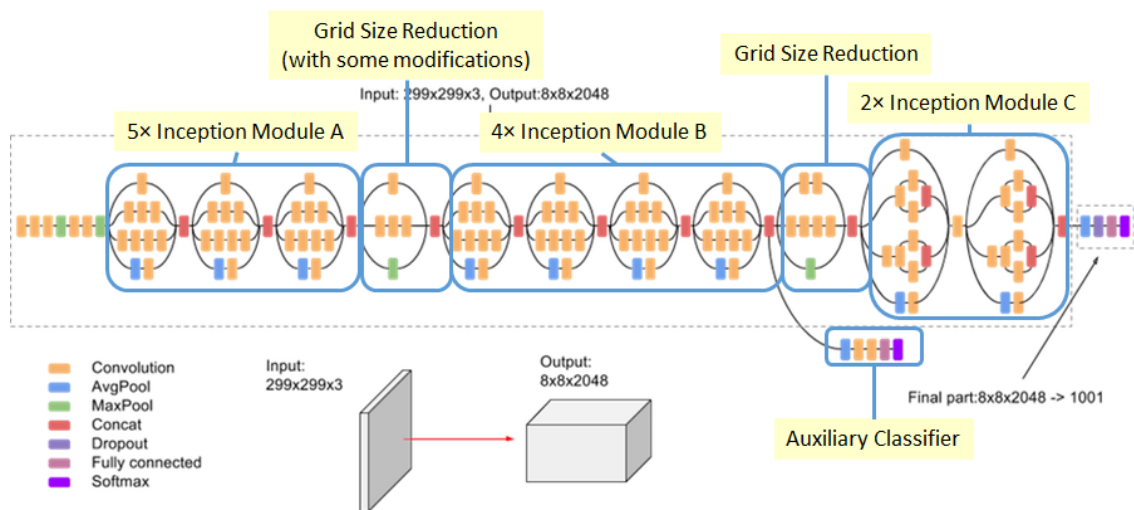 Grid Size Reduction
(with some modifications)
Grid Size Reduction
Input: 299x299x3, Output:8x8x2048
2× Inception Module C
5× Inception Module A
4× Inception Module B
Convolution
AvgPool
MaxPool
Concat
Dropout
Fully connected
Softmax
Input:
299x299x3
Output:
8x8x2048
Final part:8x8x2048 -> 1001
Auxiliary Classifier